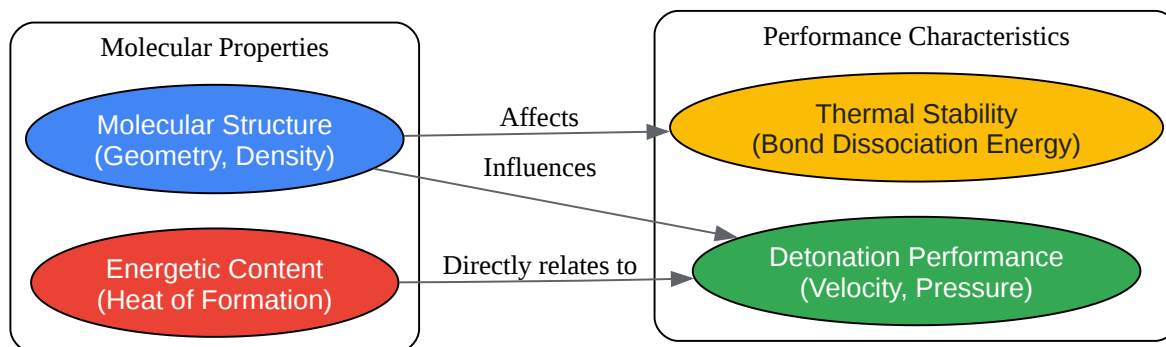 Molecular Properties
Molecular Structure
(Geometry, Density)
Energetic Content
(Heat of Formation)
Affects
Influences
Directly relates to
Performance Characteristics
Thermal Stability
(Bond Dissociation Energy)
Detonation Performance
(Velocity, Pressure)